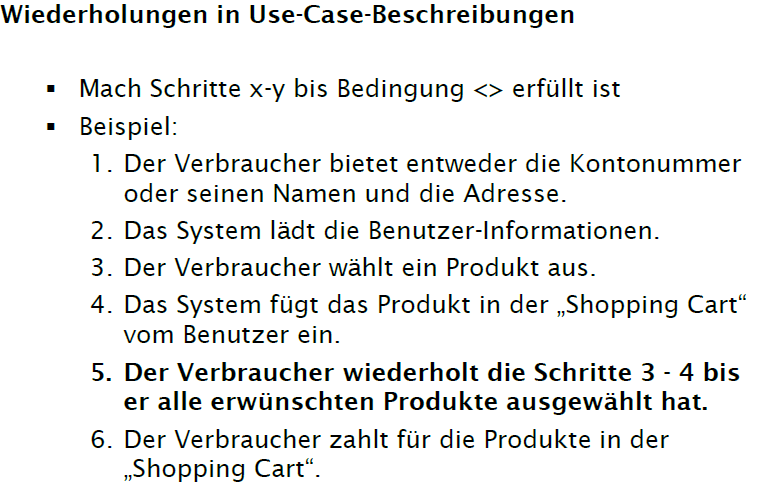 Wiederholungen in Use-Case-Beschreibungen
▪ Mach Schritte x-y bis Bedingung <> erfüllt ist
▪ Beispiel:
1. Der Verbraucher bietet entweder die Kontonummer
oder seinen Namen und die Adresse.
2. Das System lädt die Benutzer-Informationen.
3. Der Verbraucher wählt ein Produkt aus.
4. Das System fügt das Produkt in der „Shopping Cart“
vom Benutzer ein.
5. Der Verbraucher wiederholt die Schritte 3 - 4 bis
er alle erwünschten Produkte ausgewählt hat.
6. Der Verbraucher zahlt für die Produkte in der
„Shopping Cart“.